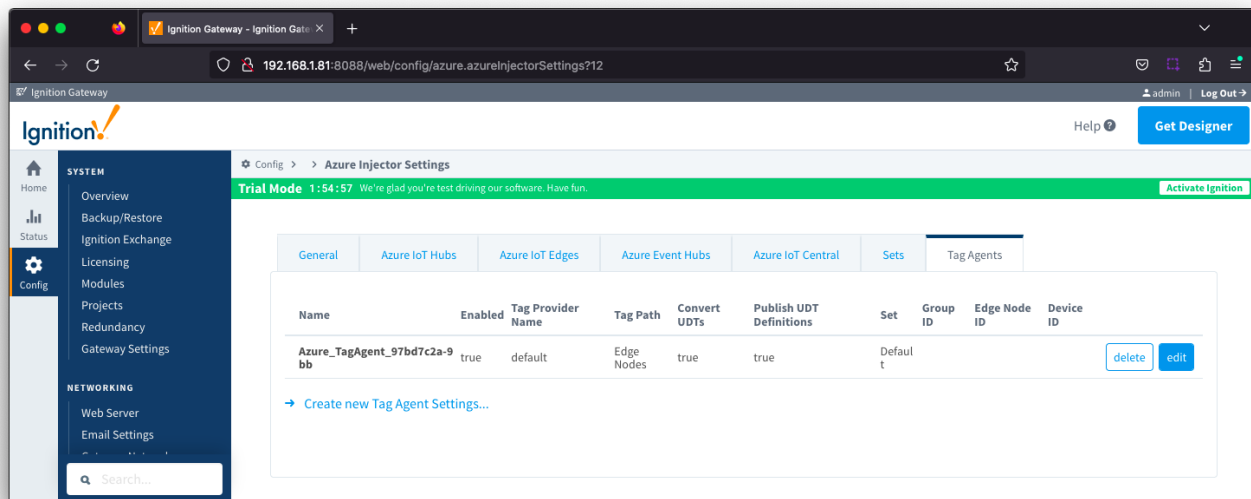 Ignition Gateway - Ignition Gate
192.168.1.81:8088/web/config/azure.azureInjectorSettings?12
Ignition Gateway
admin | Log Out
Ignition!
Help
Get Designer
Home
Status
Config
SYSTEM
Overview
Backup/Restore
Ignition Exchange
Licensing
Modules
Projects
Redundancy
Gateway Settings
NETWORKING
Web Server
Email Settings
Search...
Config > > Azure Injector Settings
Trial Mode 1:54:57 We're glad you're test driving our software. Have fun.
Activate Ignition
General Azure IoT Hubs Azure IoT Edges Azure Event Hubs Azure IoT Central Sets Tag Agents
Name Enabled Tag Provider Name Tag Path Convert UDTs Publish UDT Definitions Set Group ID Edge Node ID Device ID
Azure_TagAgent_97bd7c2a-9bb true default Edge Nodes true true Default delete edit
Create new Tag Agent Settings...